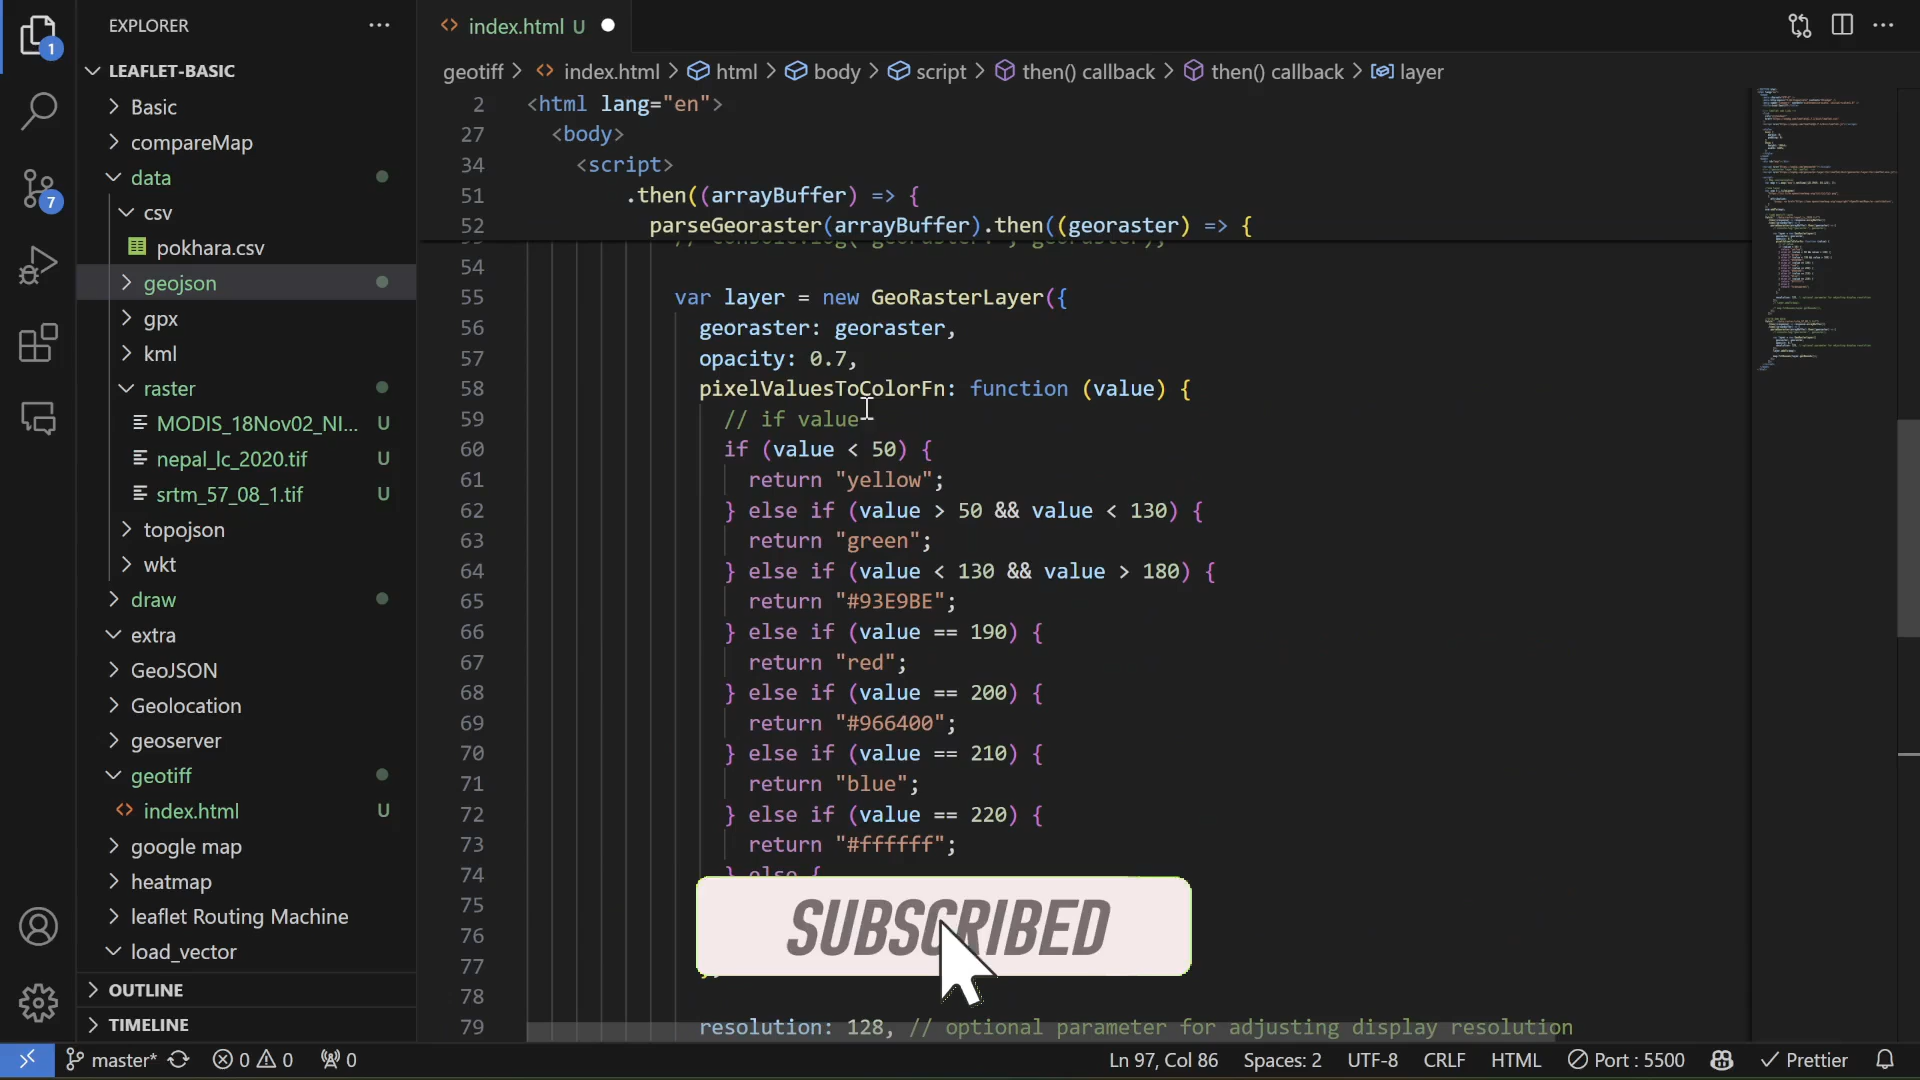 EXPLORER
LEAFLET-BASIC
Basic
compareMap
data
csv
pokhara.csv
geojson
gpx
kml
raster
MODIS_18Nov02_NI... U
nepal_lc_2020.tif U
srtm_57_08_1.tif U
topojson
wkt
draw
extra
GeoJSON
Geolocation
geoserver
geotiff
index.html U
google map
heatmap
leaflet Routing Machine
load_vector
OUTLINE
TIMELINE
1
7
index.html U
geotiff > index.html > html > body > script > then() callback > then() callback > layer
2 <html lang="en">
27 <body>
34 <script>
51 .then((arrayBuffer) => {
52 parseGeoraster(arrayBuffer).then((georaster) => {
54
55 var layer = new GeoRasterLayer({
56 georaster: georaster,
57 opacity: 0.7,
58 pixelValuesToColorFn: function (value) {
59 // if value
60 if (value < 50) {
61 return "yellow";
62 } else if (value > 50 && value < 130) {
63 return "green";
64 } else if (value < 130 && value > 180) {
65 return "#93E9BE";
66 } else if (value == 190) {
67 return "red";
68 } else if (value == 200) {
69 return "#966400";
70 } else if (value == 210) {
71 return "blue";
72 } else if (value == 220) {
73 return "#ffffff";
74 } else {
75
76
77
78
79 resolution: 128, // optional parameter for adjusting display resolution
SUBSCRIBED
master* 0 0 0
Ln 97, Col 86 Spaces: 2 UTF-8 CRLF HTML Port : 5500 Prettier